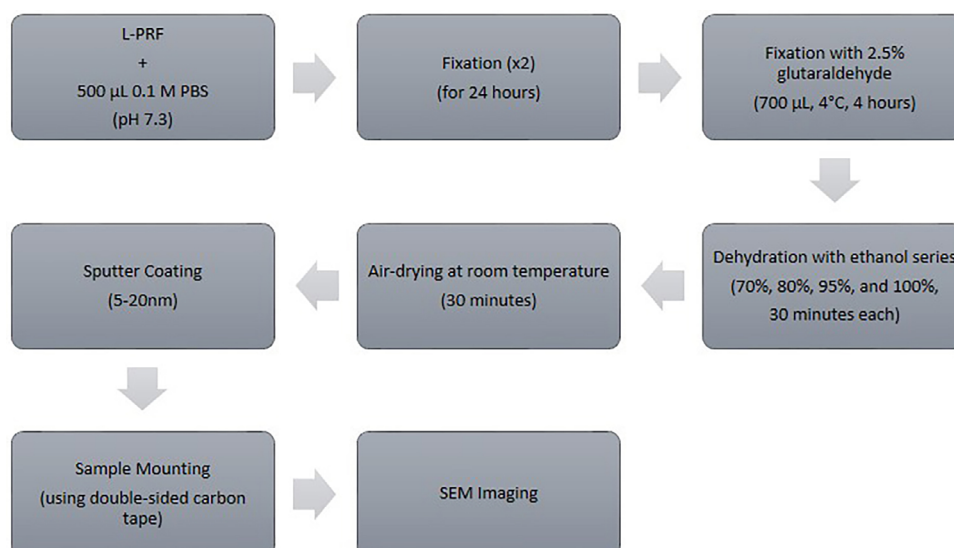 L-PRF
+
500 µL 0.1 M PBS
(pH 7.3)
Fixation (x2)
(for 24 hours)
Fixation with 2.5%
glutaraldehyde
(700 µL, 4°C, 4 hours)
Dehydration with ethanol series
(70%, 80%, 95%, and 100%,
30 minutes each)
Air-drying at room temperature
(30 minutes)
Sputter Coating
(5-20nm)
Sample Mounting
(using double-sided carbon
tape)
SEM Imaging